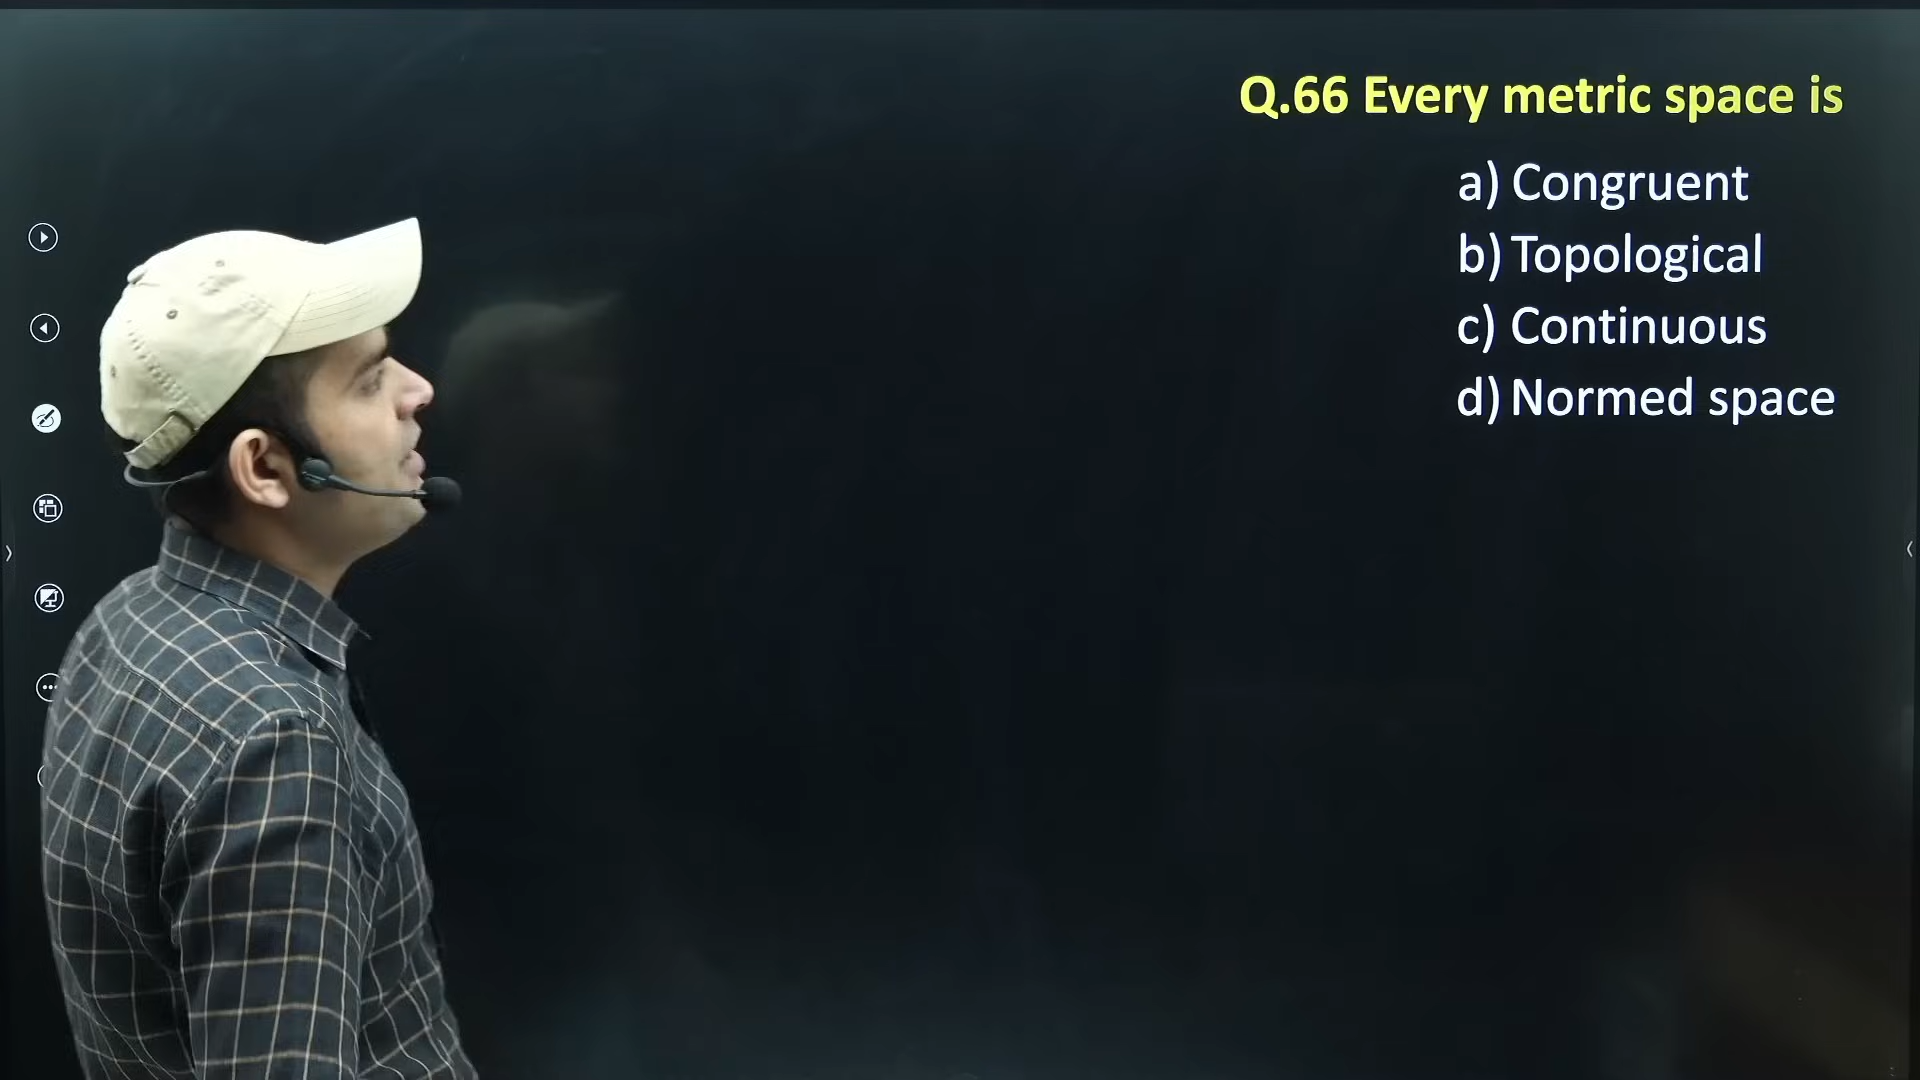 Q.66 Every metric space is
a) Congruent
b) Topological
c) Continuous
d) Normed space